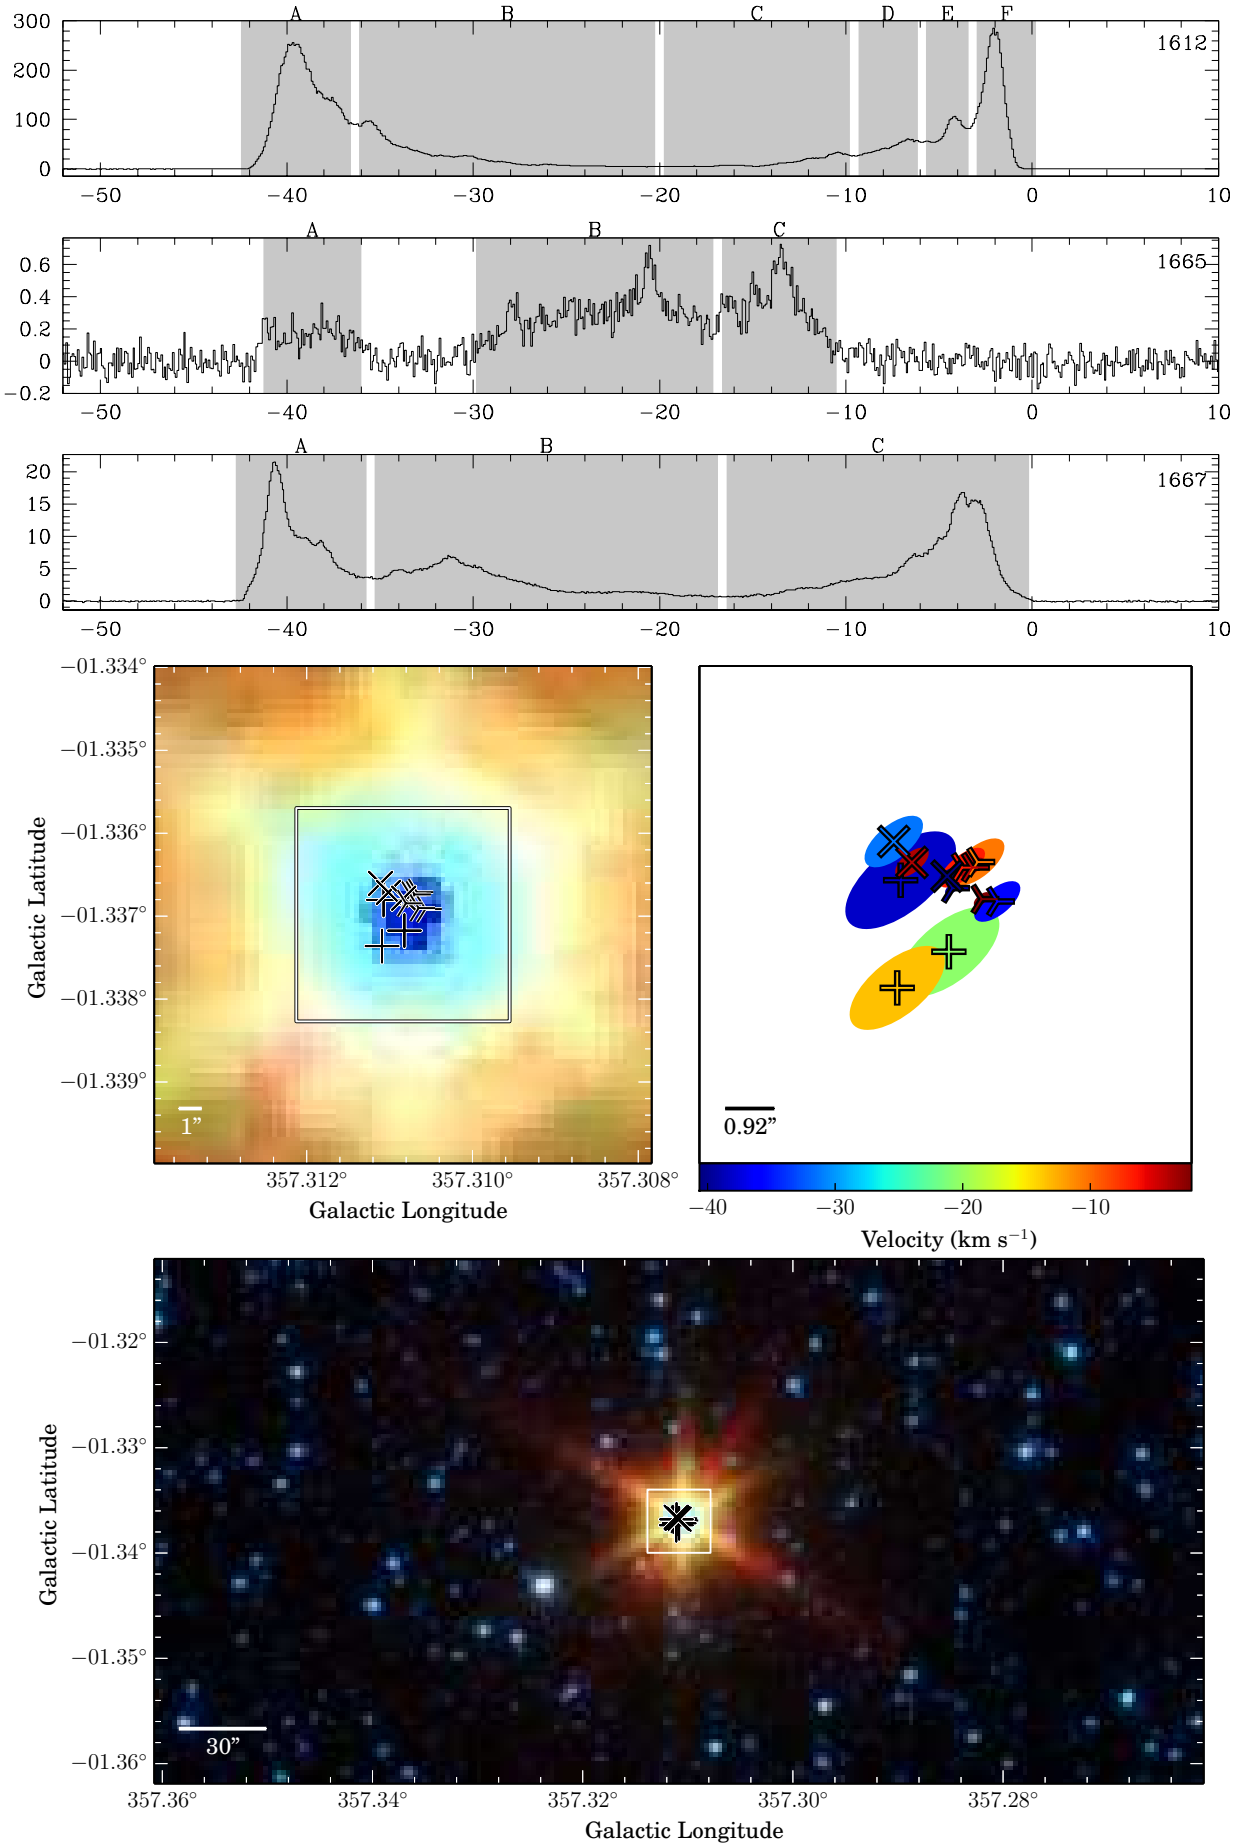 A B C D E F
300
200
100
0
1612
−50 −40 −30 −20 −10 0 10
A B C
0.6
0.4
0.2
0
−0.2
1665
−50 −40 −30 −20 −10 0 10
A B C
20
15
10
5
0
1667
−50 −40 −30 −20 −10 0 10
−01.334°
−01.335°
−01.336°
−01.337°
−01.338°
−01.339°
Galactic Latitude
1”
357.312° 357.310° 357.308°
Galactic Longitude
0.92”
−40 −30 −20 −10
Velocity (km s⁻¹)
−01.32°
−01.33°
−01.34°
−01.35°
−01.36°
Galactic Latitude
30”
357.36° 357.34° 357.32° 357.30° 357.28°
Galactic Longitude